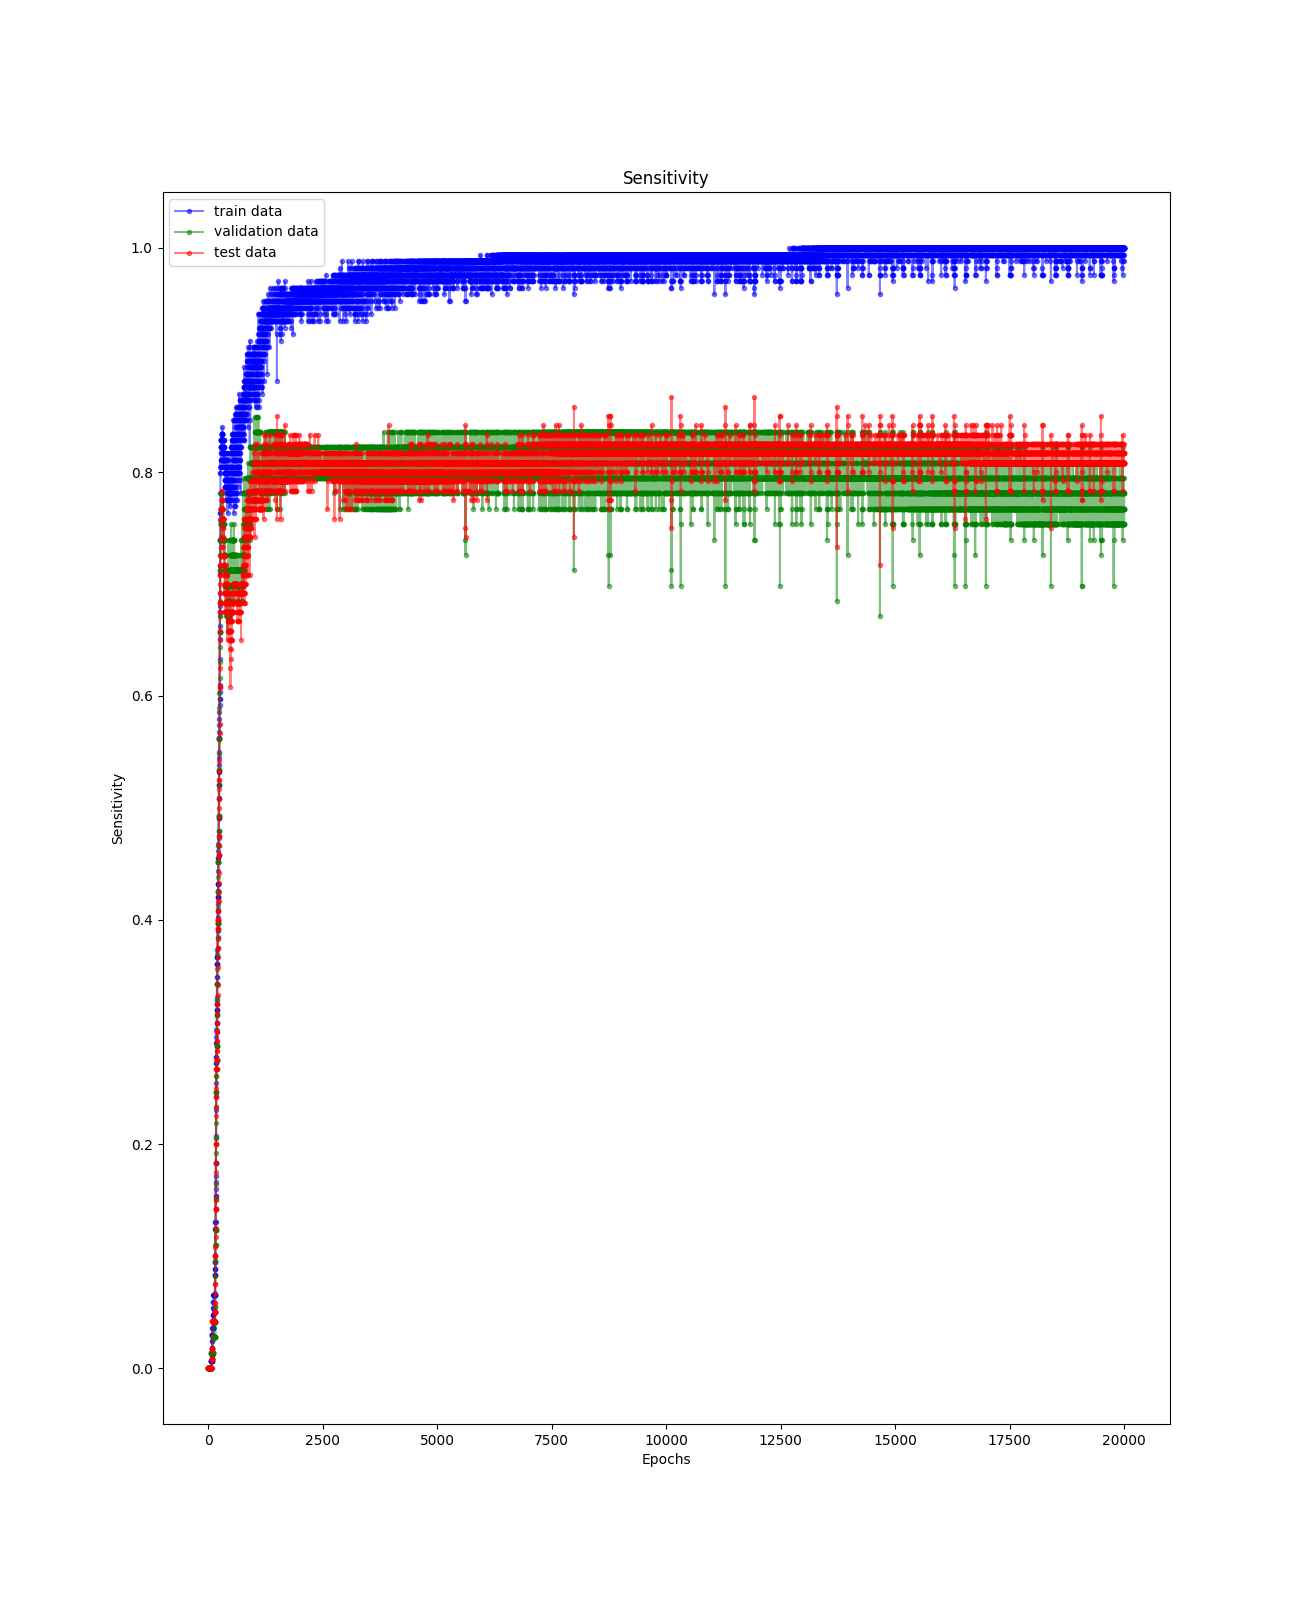 Sensitivity
train data
validation data
test data
1.0
0.8
0.6
0.4
0.2
0.0
Sensitivity
0 2500 5000 7500 10000 12500 15000 17500 20000
Epochs